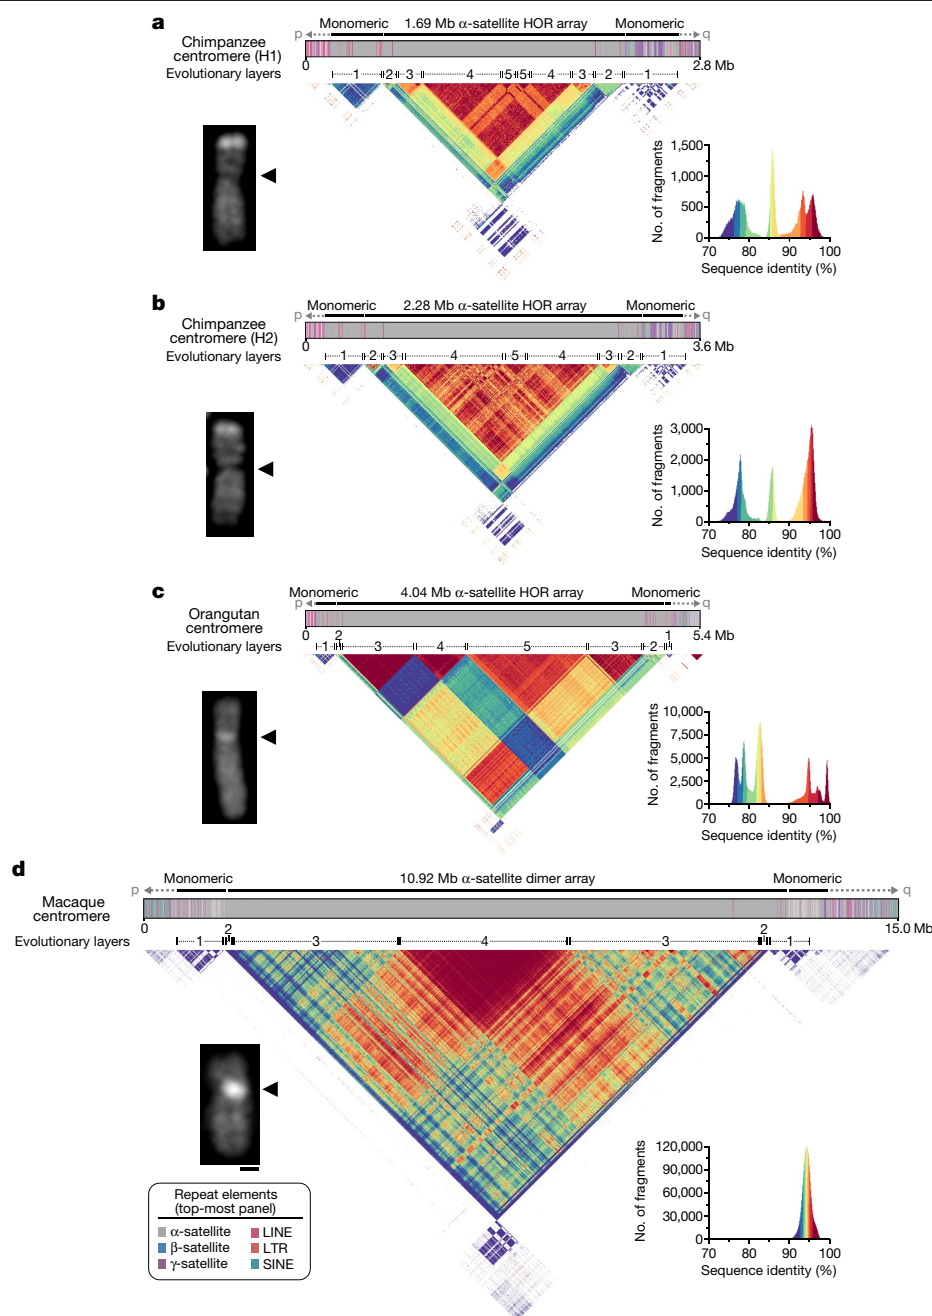 a
Monomeric 1.69 Mb α-satellite HOR array Monomeric
p q
Chimpanzee
centromere (H1)
0 2.8 Mb
Evolutionary layers 1 2 3 4 5 5 4 3 2 1
No. of fragments
1,500
1,000
500
0
70 80 90 100
Sequence identity (%)
b
Monomeric 2.28 Mb α-satellite HOR array Monomeric
p q
Chimpanzee
centromere (H2)
0 3.6 Mb
Evolutionary layers 1 2 3 4 5 4 3 2 1
No. of fragments
3,000
2,000
1,000
0
70 80 90 100
Sequence identity (%)
c
Monomeric 4.04 Mb α-satellite HOR array Monomeric
p q
Orangutan
centromere
0 2 1 5.4 Mb
Evolutionary layers 1 3 4 5 3 2
No. of fragments
10,000
7,500
5,000
2,500
0
70 80 90 100
Sequence identity (%)
d
Monomeric 10.92 Mb α-satellite dimer array Monomeric
p q
Macaque
centromere
0 2 2 15.0 Mb
Evolutionary layers 1 3 4 3 1
No. of fragments
120,000
90,000
60,000
30,000
0
70 80 90 100
Sequence identity (%)
Repeat elements
(top-most panel)
α-satellite LINE
β-satellite LTR
γ-satellite SINE